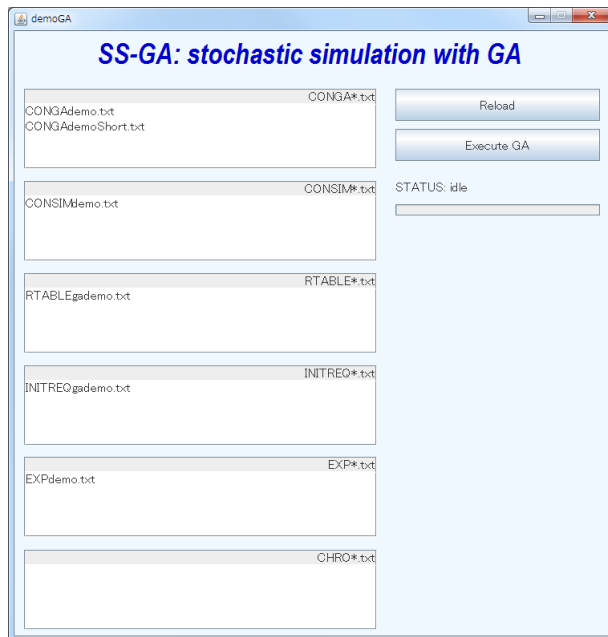 demoGA
SS-GA: stochastic simulation with GA
CONGA*.txt
CONGAdemo.txt
CONGAdemoShort.txt
CONSIM*.txt
CONSIMdemo.txt
RTABLE*.txt
RTABLEgademo.txt
INITREQ*.txt
INITREQgademo.txt
EXP*.txt
EXPdemo.txt
CHRO*.txt
Reload
Execute GA
STATUS: idle